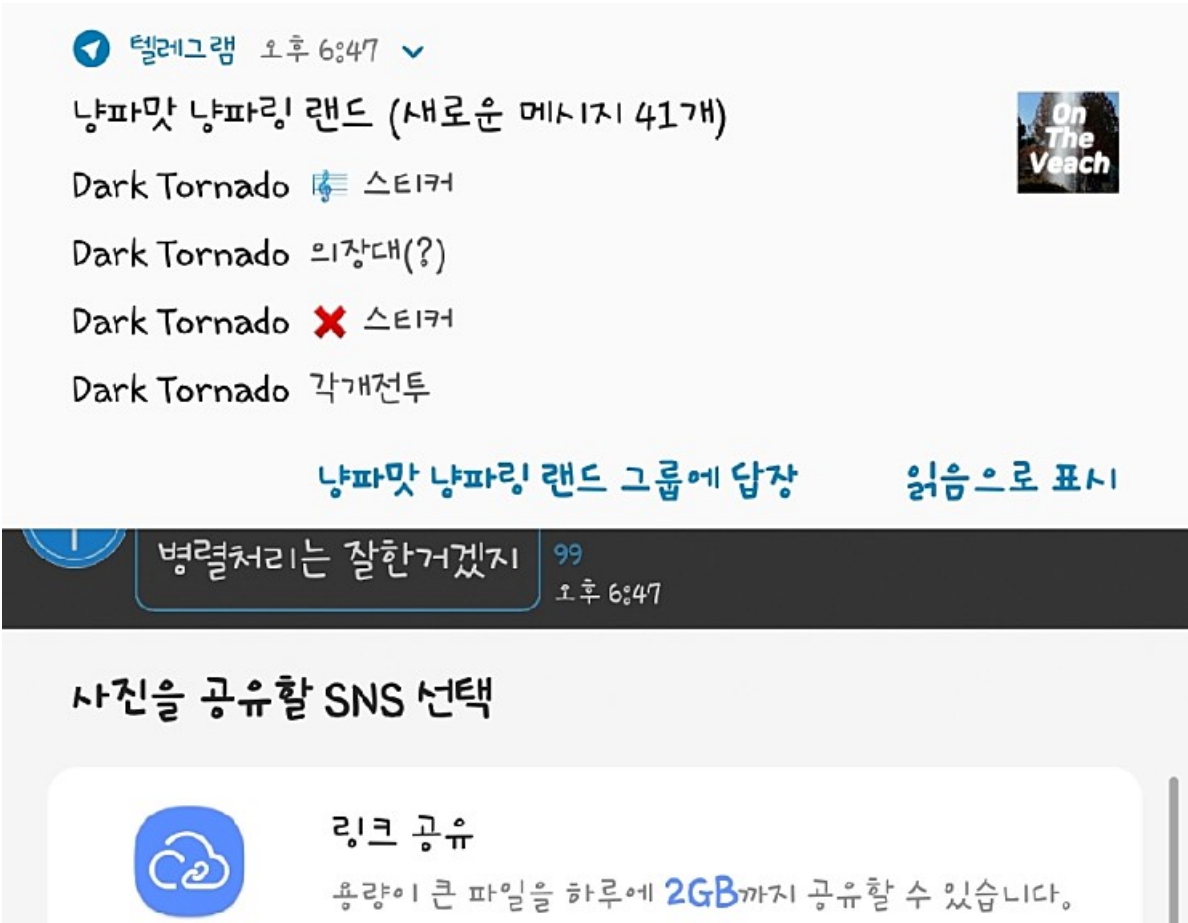 텔레그램 오후 6:47
냥파맛 냥파링 랜드 (새로운 메시지 41개)
On
The
Veach
Dark Tornado 스티커
Dark Tornado 의장대(?)
Dark Tornado ❌ 스티커
Dark Tornado 각개전투
냥파맛 냥파링 랜드 그룹에 답장 읽음으로 표시
병렬처리는 잘한거겠지 99
오후 6:47
사진을 공유할 SNS 선택
링크 공유
용량이 큰 파일을 하루에 2GB까지 공유할 수 있습니다.